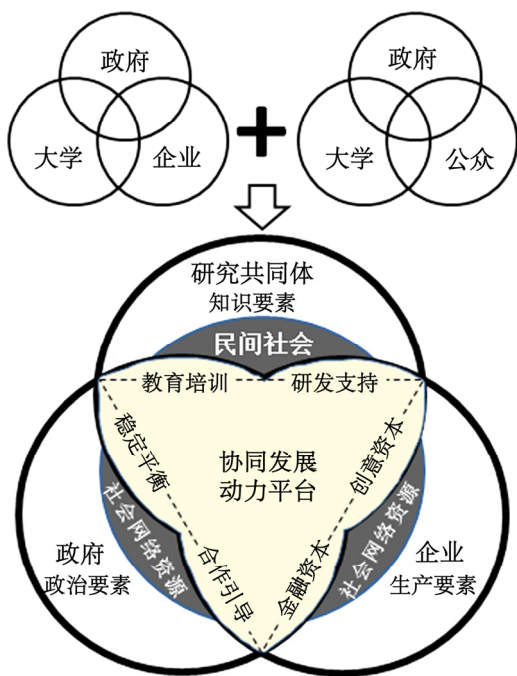 政府
大学
企业
+
政府
大学
公众
研究共同体
知识要素
民间社会
教育培训
研发支持
稳定平衡
协同发展
动力平台
创意资本
社会网络资源
合作引导
金融资本
社会网络资源
政府
政治要素
企业
生产要素